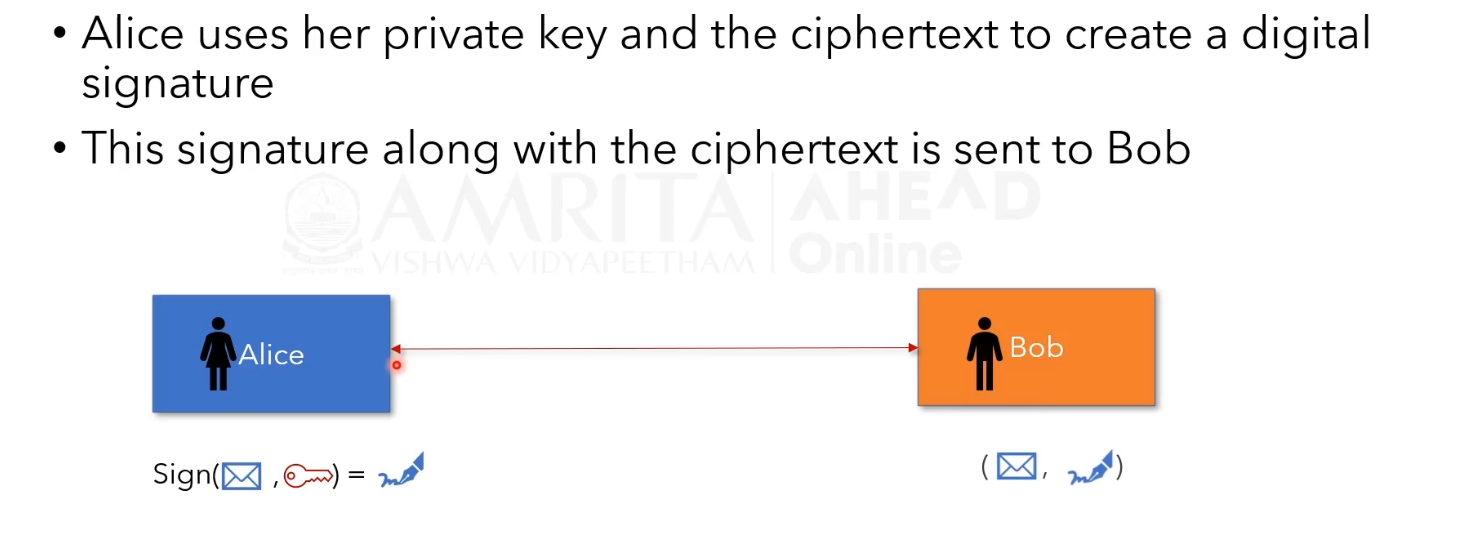 • Alice uses her private key and the ciphertext to create a digital
signature
• This signature along with the ciphertext is sent to Bob
AMRITA AHEAD
VISHWA VIDYAPEETHAM Online
Alice
Bob
Sign( , ) =
( , )